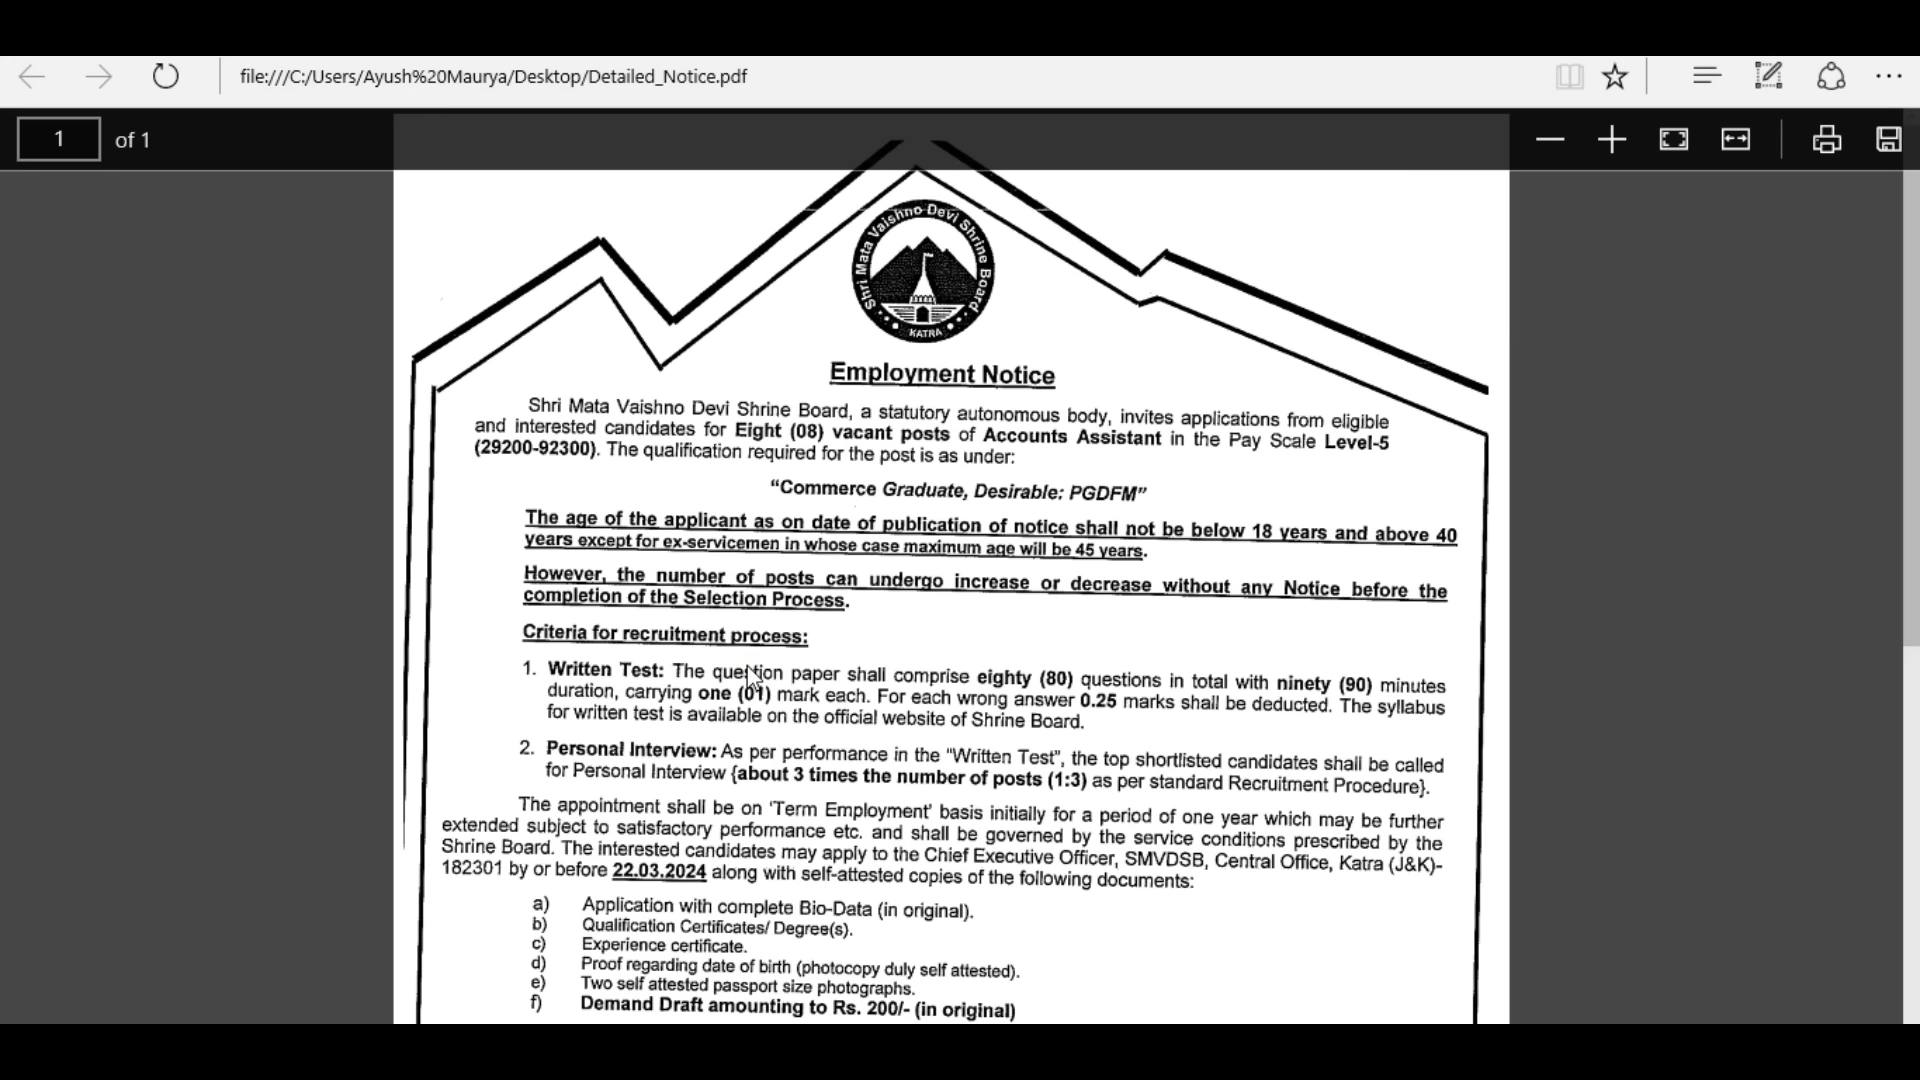 file:///C:/Users/Ayush%20Maurya/Desktop/Detailed_Notice.pdf
1 of 1
Shri Mata Vaishno Devi Shrine Board
KATRA
Employment Notice
Shri Mata Vaishno Devi Shrine Board, a statutory autonomous body, invites applications from eligible
and interested candidates for Eight (08) vacant posts of Accounts Assistant in the Pay Scale Level-5
(29200-92300). The qualification required for the post is as under:
“Commerce Graduate, Desirable: PGDFM”
The age of the applicant as on date of publication of notice shall not be below 18 years and above 40
years except for ex-servicemen in whose case maximum age will be 45 years.
However, the number of posts can undergo increase or decrease without any Notice before the
completion of the Selection Process.
Criteria for recruitment process:
1. Written Test: The question paper shall comprise eighty (80) questions in total with ninety (90) minutes
duration, carrying one (01) mark each. For each wrong answer 0.25 marks shall be deducted. The syllabus
for written test is available on the official website of Shrine Board.
2. Personal Interview: As per performance in the “Written Test”, the top shortlisted candidates shall be called
for Personal Interview {about 3 times the number of posts (1:3) as per standard Recruitment Procedure}.
The appointment shall be on 'Term Employment' basis initially for a period of one year which may be further
extended subject to satisfactory performance etc. and shall be governed by the service conditions prescribed by the
Shrine Board. The interested candidates may apply to the Chief Executive Officer, SMVDSB, Central Office, Katra (J&K)-
182301 by or before 22.03.2024 along with self-attested copies of the following documents:
a) Application with complete Bio-Data (in original).
b) Qualification Certificates/ Degree(s).
c) Experience certificate.
d) Proof regarding date of birth (photocopy duly self attested).
e) Two self attested passport size photographs.
f) Demand Draft amounting to Rs. 200/- (in original)